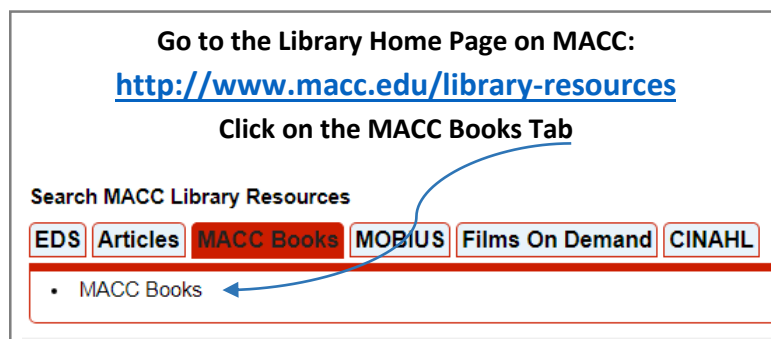 Go to the Library Home Page on MACC:
http://www.macc.edu/library-resources
Click on the MACC Books Tab
Search MACC Library Resources
EDS Articles MACC Books MOBIUS Films On Demand CINAHL
• MACC Books